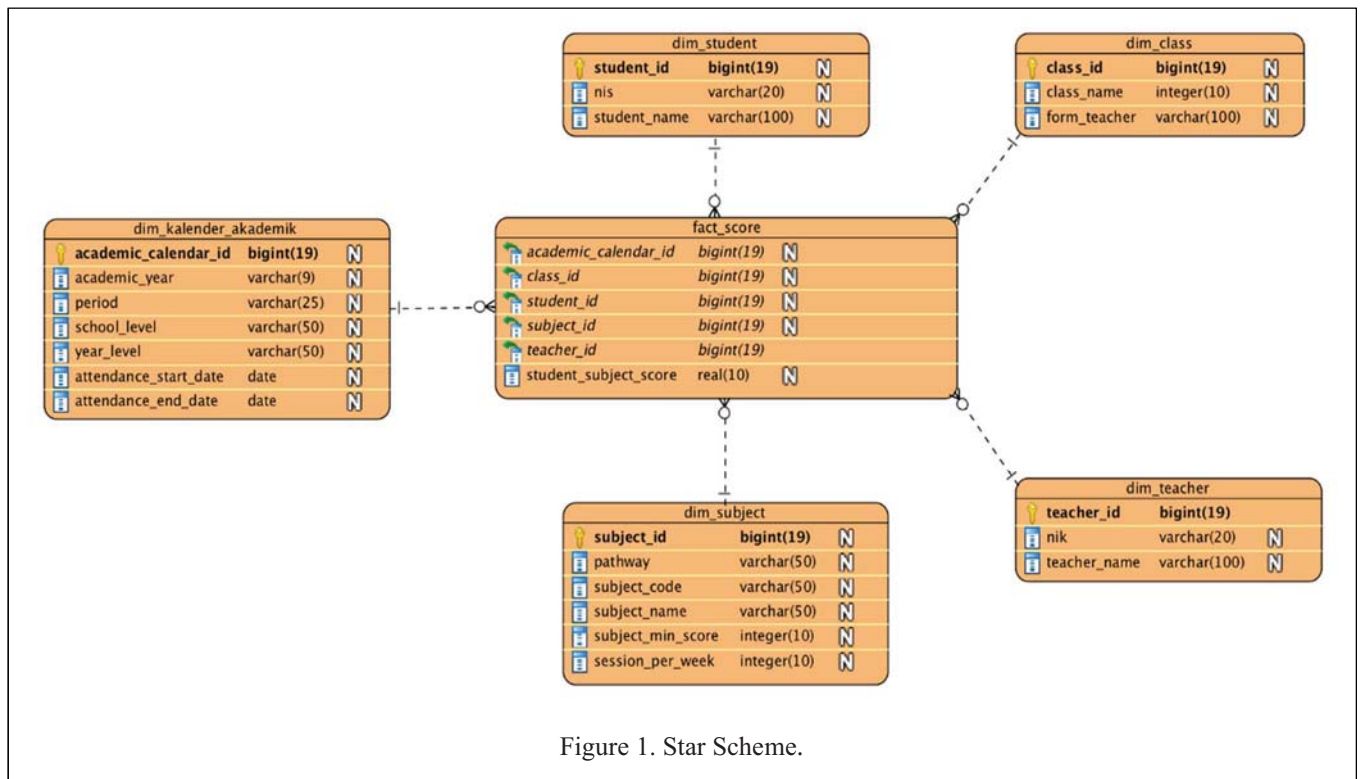 dim_student
student_id bigint(19) N
nis varchar(20) N
student_name varchar(100) N
dim_class
class_id bigint(19) N
class_name integer(10) N
form_teacher varchar(100) N
dim_kalender_akademik
academic_calendar_id bigint(19) N
academic_year varchar(9) N
period varchar(25) N
school_level varchar(50) N
year_level varchar(50) N
attendance_start_date date N
attendance_end_date date N
fact_score
academic_calendar_id bigint(19) N
class_id bigint(19) N
student_id bigint(19) N
subject_id bigint(19) N
teacher_id bigint(19)
student_subject_score real(10) N
dim_subject
subject_id bigint(19) N
pathway varchar(50) N
subject_code varchar(50) N
subject_name varchar(50) N
subject_min_score integer(10) N
session_per_week integer(10) N
dim_teacher
teacher_id bigint(19)
nik varchar(20) N
teacher_name varchar(100) N
Figure 1. Star Scheme.